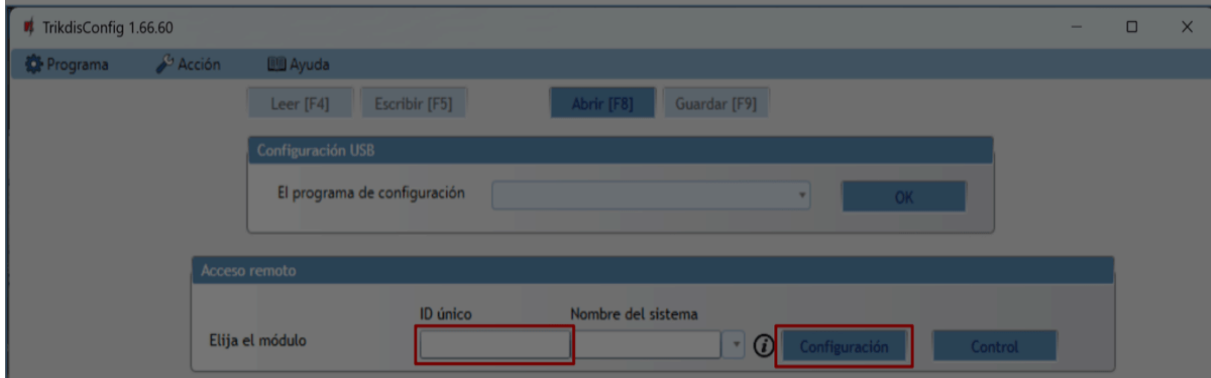 TrikdisConfig 1.66.60
Programa Acción Ayuda
Leer [F4] Escribir [F5] Abrir [F8] Guardar [F9]
Configuración USB
El programa de configuración OK
Acceso remoto
ID único Nombre del sistema
Elija el módulo i Configuración Control